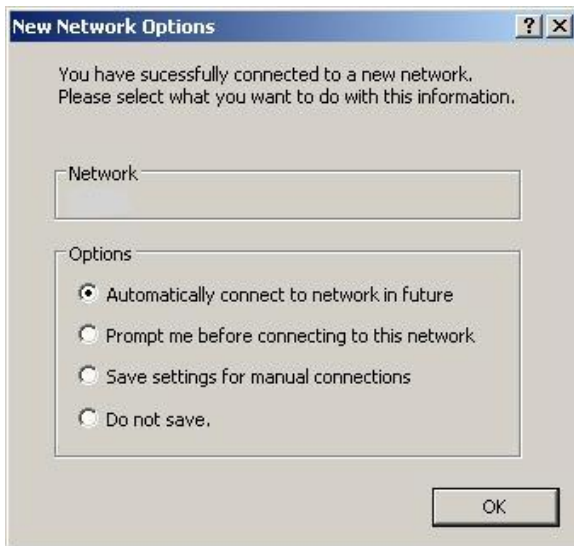 New Network Options
You have sucessfully connected to a new network.
Please select what you want to do with this information.
Network
Options
Automatically connect to network in future
Prompt me before connecting to this network
Save settings for manual connections
Do not save.
OK